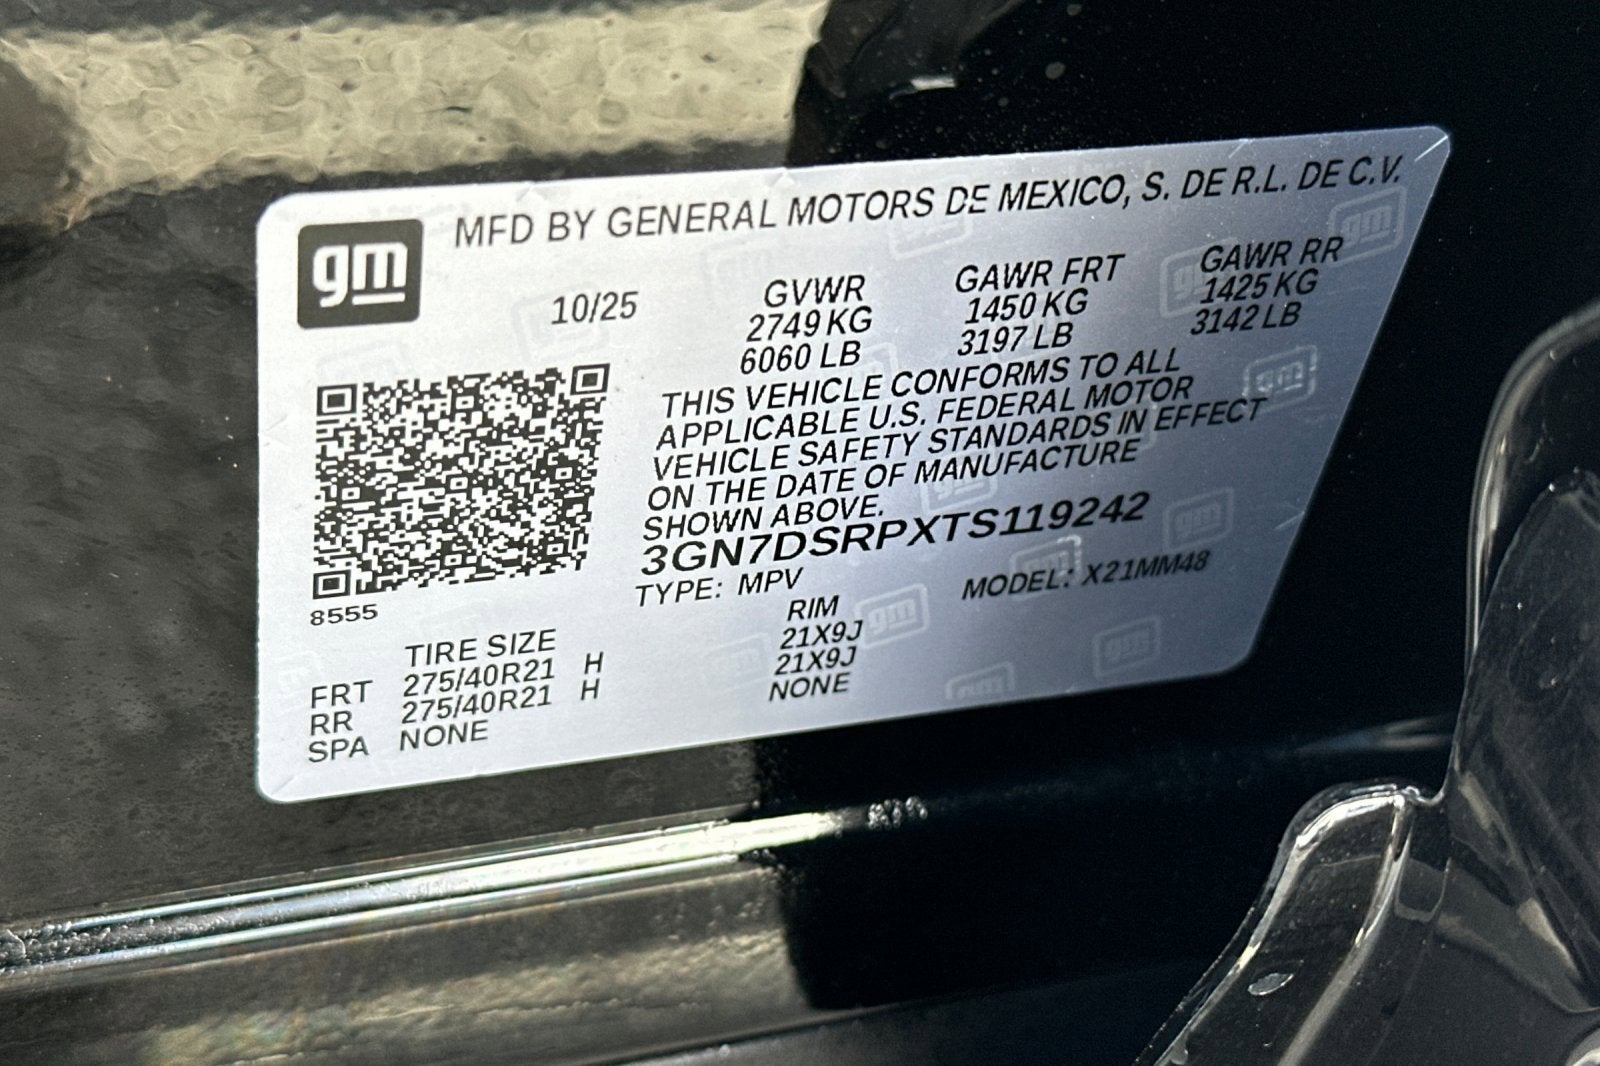 gm
MFD BY GENERAL MOTORS DE MEXICO, S. DE R.L. DE C.V.
10/25
GVWR GAWR FRT GAWR RR
2749 KG 1450 KG 1425 KG
6060 LB 3197 LB 3142 LB
THIS VEHICLE CONFORMS TO ALL
APPLICABLE U.S. FEDERAL MOTOR
VEHICLE SAFETY STANDARDS IN EFFECT
ON THE DATE OF MANUFACTURE
SHOWN ABOVE.
3GN7DSRPXTS119242
TYPE: MPV MODEL: X21MM48
8555
TIRE SIZE RIM
FRT 275/40R21 H 21X9J
RR 275/40R21 H 21X9J
SPA NONE NONE